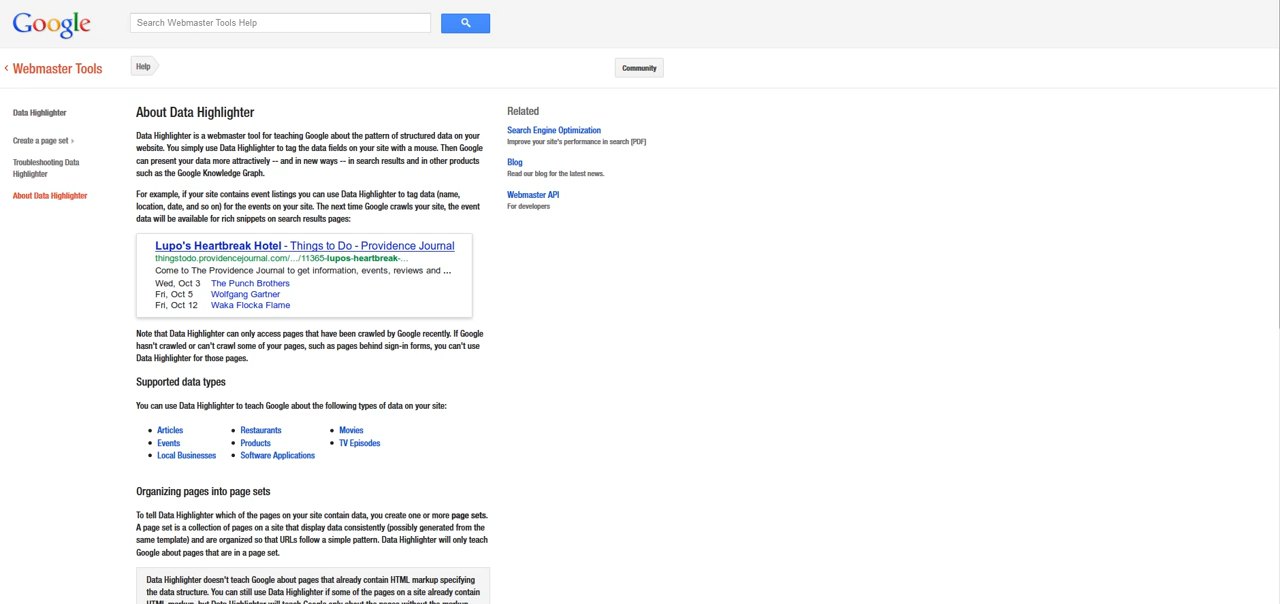 Google
Search Webmaster Tools Help
‹ Webmaster Tools
Help
Community
Data Highlighter
Create a page set ›
Troubleshooting Data
Highlighter
About Data Highlighter
About Data Highlighter
Data Highlighter is a webmaster tool for teaching Google about the pattern of structured data on your
website. You simply use Data Highlighter to tag the data fields on your site with a mouse. Then Google
can present your data more attractively -- and in new ways -- in search results and in other products
such as the Google Knowledge Graph.
For example, if your site contains event listings you can use Data Highlighter to tag data (name,
location, date, and so on) for the events on your site. The next time Google crawls your site, the event
data will be available for rich snippets on search results pages:
Lupo's Heartbreak Hotel - Things to Do - Providence Journal
thingstodo.providencejournal.com/.../11365-lupos-heartbreak-...
Come to The Providence Journal to get information, events, reviews and ...
Wed, Oct 3 The Punch Brothers
Fri, Oct 5 Wolfgang Gartner
Fri, Oct 12 Waka Flocka Flame
Note that Data Highlighter can only access pages that have been crawled by Google recently. If Google
hasn't crawled or can't crawl some of your pages, such as pages behind sign-in forms, you can't use
Data Highlighter for those pages.
Supported data types
You can use Data Highlighter to teach Google about the following types of data on your site:
• Articles
• Events
• Local Businesses
• Restaurants
• Products
• Software Applications
• Movies
• TV Episodes
Organizing pages into page sets
To tell Data Highlighter which of the pages on your site contain data, you create one or more page sets.
A page set is a collection of pages on a site that display data consistently (possibly generated from the
same template) and are organized so that URLs follow a simple pattern. Data Highlighter will only teach
Google about pages that are in a page set.
Data Highlighter doesn't teach Google about pages that already contain HTML markup specifying
the data structure. You can still use Data Highlighter if some of the pages on a site already contain
HTML markup, but Data Highlighter will teach Google only about the pages without the markup.
Related
Search Engine Optimization
Improve your site's performance in search [PDF]
Blog
Read our blog for the latest news.
Webmaster API
For developers